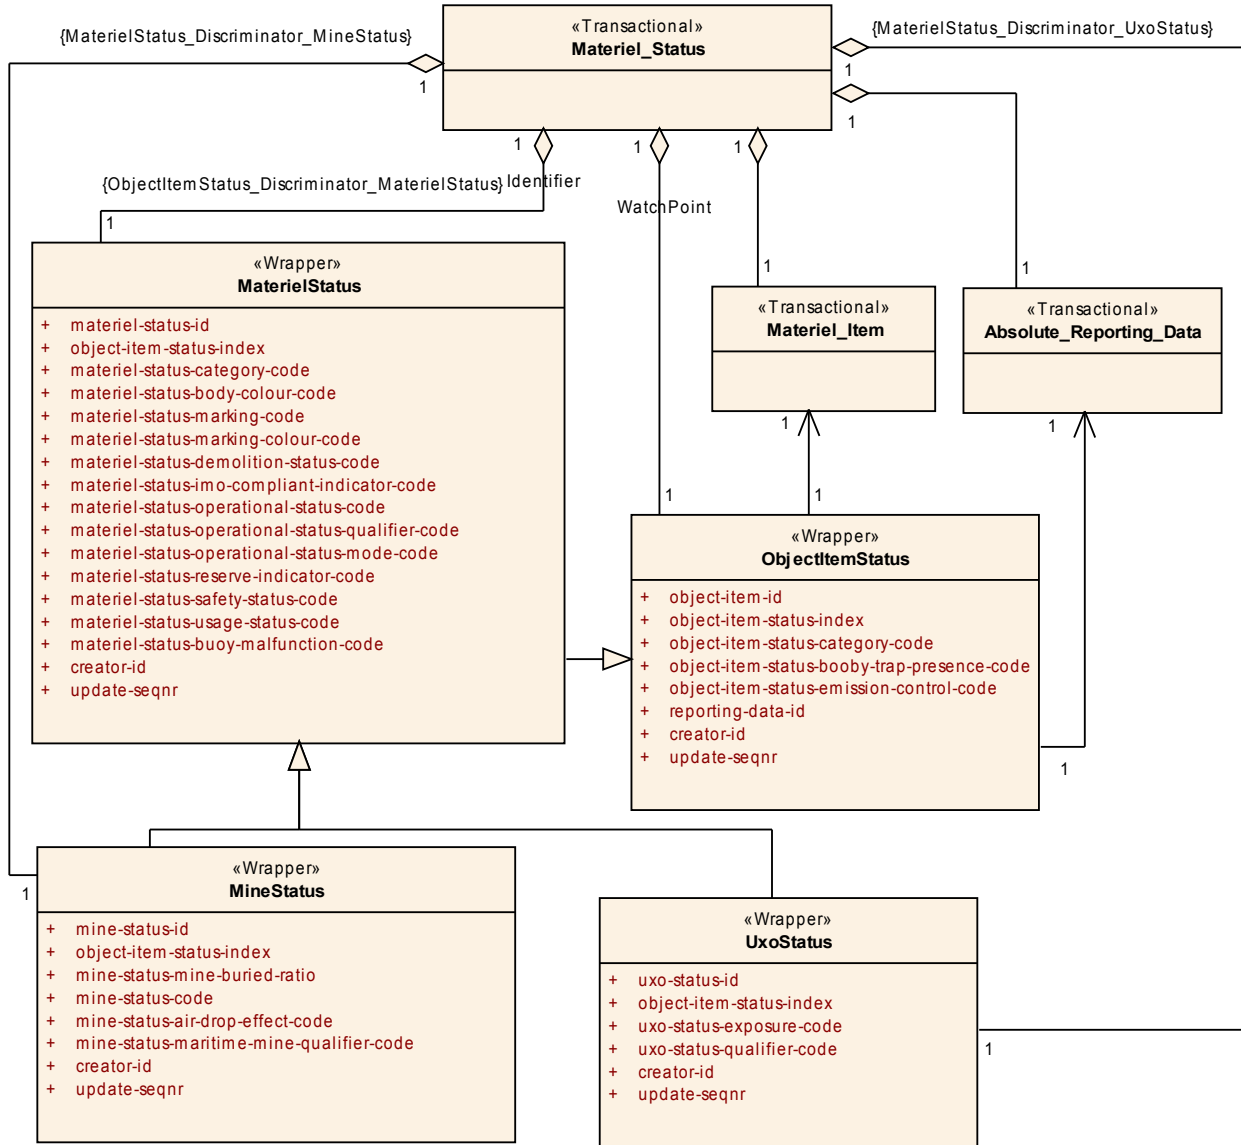 {MaterielStatus_Discriminator_MineStatus}
1
«Transactional»
Materiel_Status
{MaterielStatus_Discriminator_UxoStatus}
1
1
1
1
1
{ObjectItemStatus_Discriminator_MaterielStatus}
Identifier
WatchPoint
1
«Wrapper»
MaterielStatus
+ materiel-status-id
+ object-item-status-index
+ materiel-status-category-code
+ materiel-status-body-colour-code
+ materiel-status-marking-code
+ materiel-status-marking-colour-code
+ materiel-status-demolition-status-code
+ materiel-status-imo-compliant-indicator-code
+ materiel-status-operational-status-code
+ materiel-status-operational-status-qualifier-code
+ materiel-status-operational-status-mode-code
+ materiel-status-reserve-indicator-code
+ materiel-status-safety-status-code
+ materiel-status-usage-status-code
+ materiel-status-buoy-malfunction-code
+ creator-id
+ update-seqnr
1
«Transactional»
Materiel_Item
1
1
«Transactional»
Absolute_Reporting_Data
1
1
1
«Wrapper»
ObjectItemStatus
+ object-item-id
+ object-item-status-index
+ object-item-status-category-code
+ object-item-status-booby-trap-presence-code
+ object-item-status-emission-control-code
+ reporting-data-id
+ creator-id
+ update-seqnr
1
1
«Wrapper»
MineStatus
+ mine-status-id
+ object-item-status-index
+ mine-status-mine-buried-ratio
+ mine-status-code
+ mine-status-air-drop-effect-code
+ mine-status-maritime-mine-qualifier-code
+ creator-id
+ update-seqnr
«Wrapper»
UxoStatus
+ uxo-status-id
+ object-item-status-index
+ uxo-status-exposure-code
+ uxo-status-qualifier-code
+ creator-id
+ update-seqnr
1